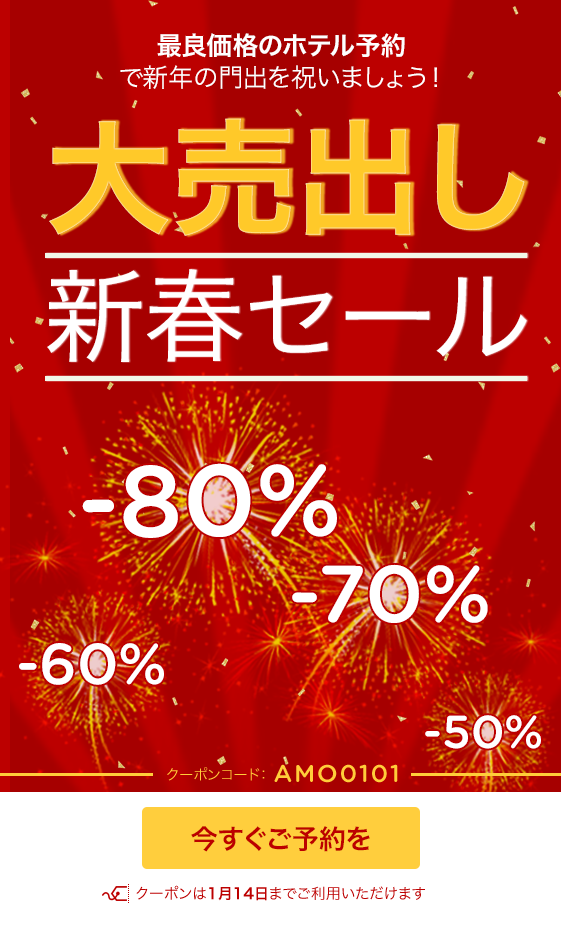 最良価格のホテル予約
で新年の門出を祝いましょう！
大売出し
新春セール
-80%
-70%
-60%
-50%
クーポンコード： AMO0101
今すぐご予約を
クーポンは1月14日までご利用いただけます